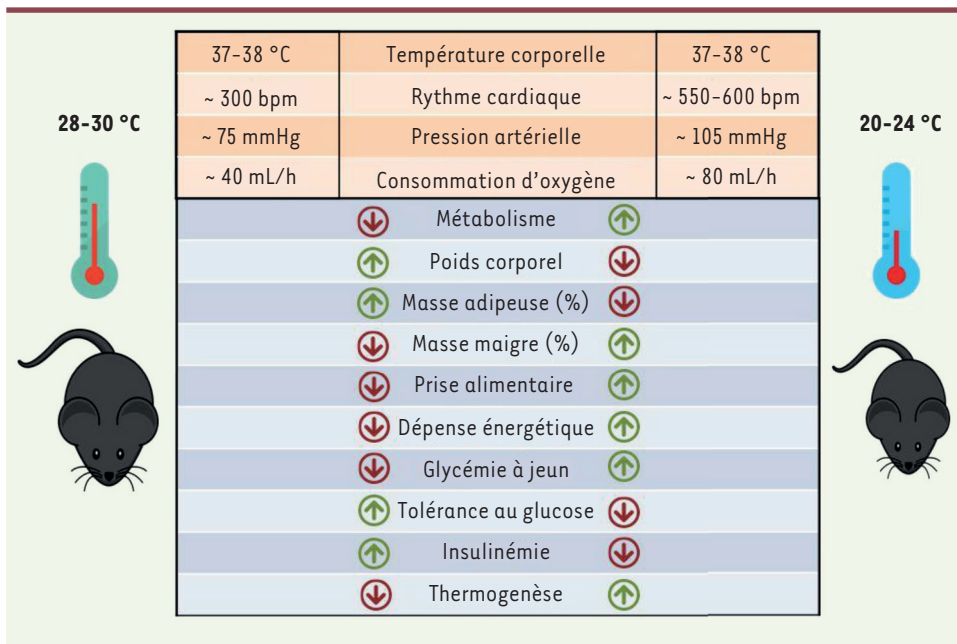 37-38 °C Température corporelle 37-38 °C
~ 300 bpm Rythme cardiaque ~ 550-600 bpm
28-30 °C
20-24 °C
~ 75 mmHg Pression artérielle ~ 105 mmHg
~ 40 mL/h Consommation d'oxygène ~ 80 mL/h
Métabolisme
Poids corporel
Masse adipeuse (%)
Masse maigre (%)
Prise alimentaire
Dépense énergétique
Glycémie à jeun
Tolérance au glucose
Insulinémie
Thermogenèse